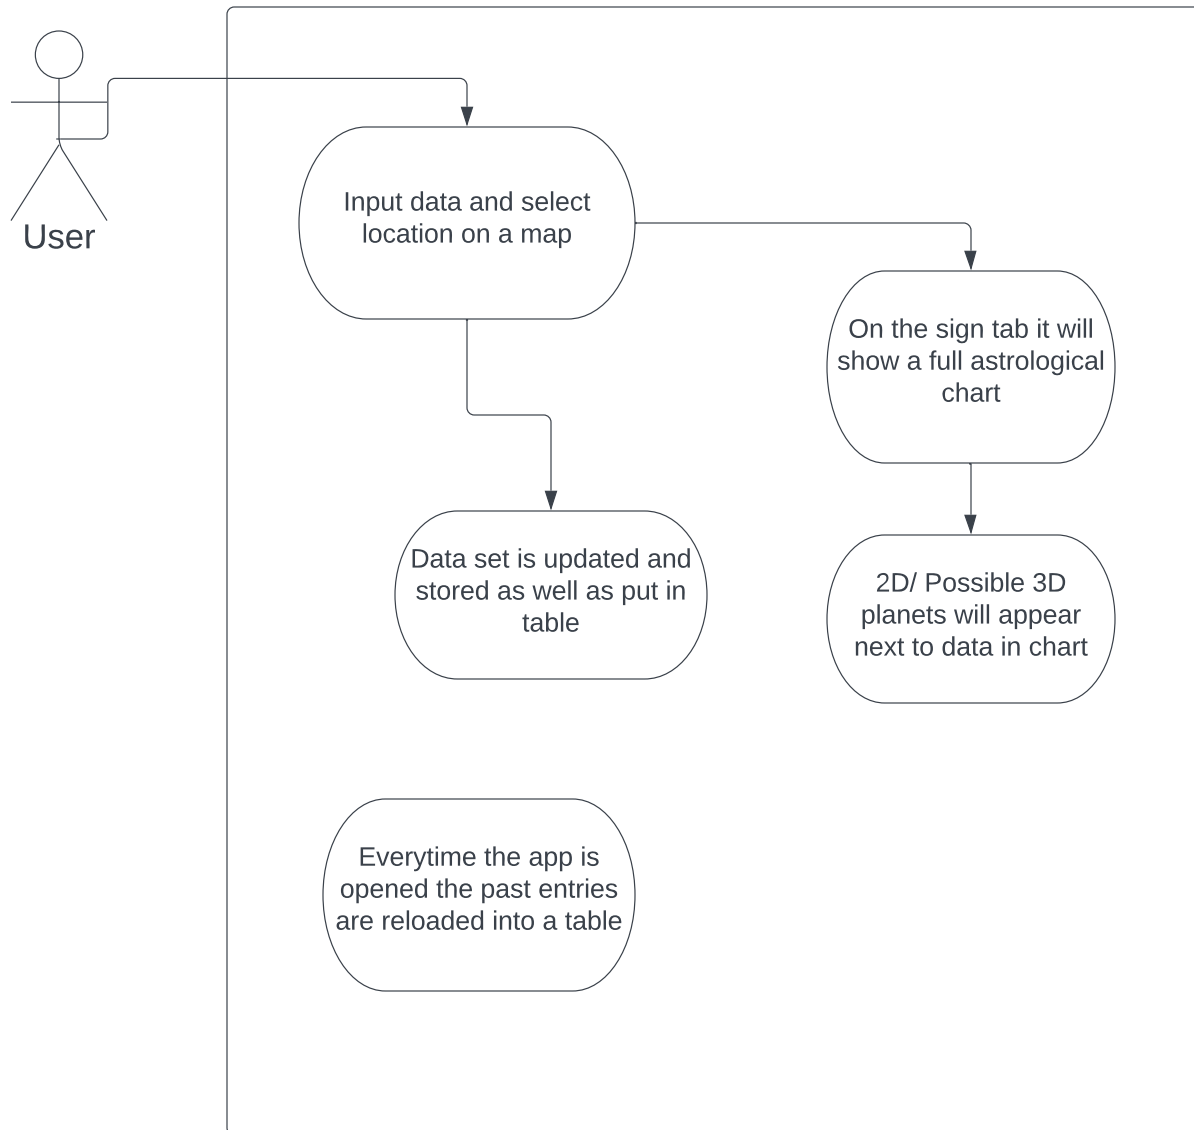 User
Input data and select
location on a map
On the sign tab it will
show a full astrological
chart
Data set is updated and
stored as well as put in
table
2D/ Possible 3D
planets will appear
next to data in chart
Everytime the app is
opened the past entries
are reloaded into a table